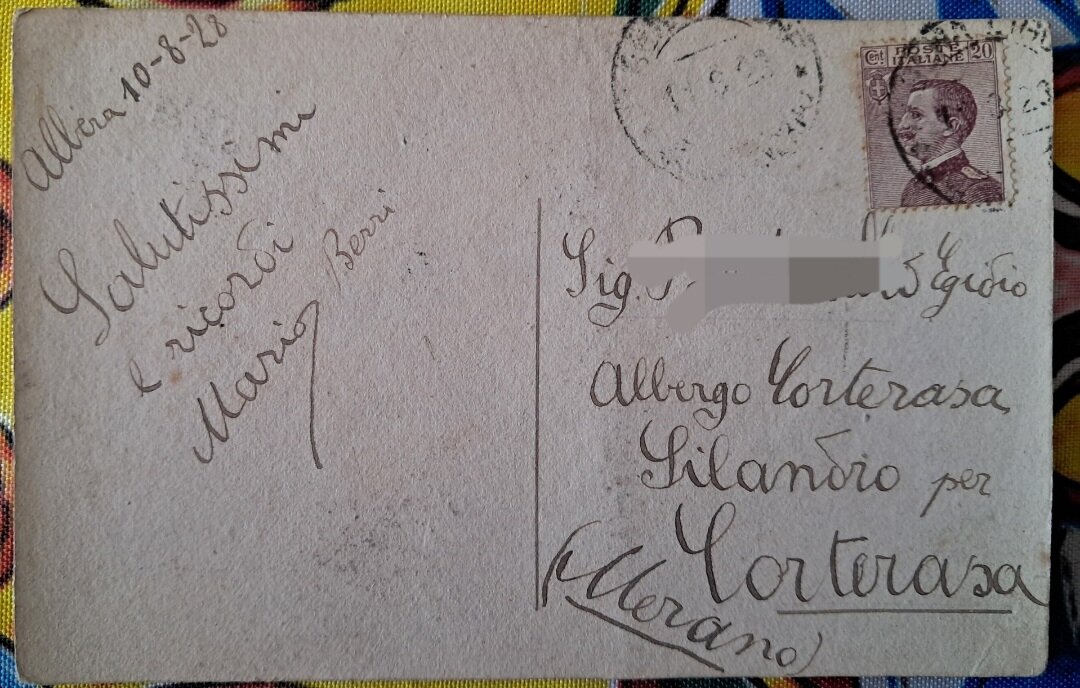 10-8-28
Salutissimi
e ricordi
Mario Berri
Cent. POSTE ITALIANE 20
Sig. Egidio
Albergo Corterasa
Silandro per
Corterasa
(Merano)